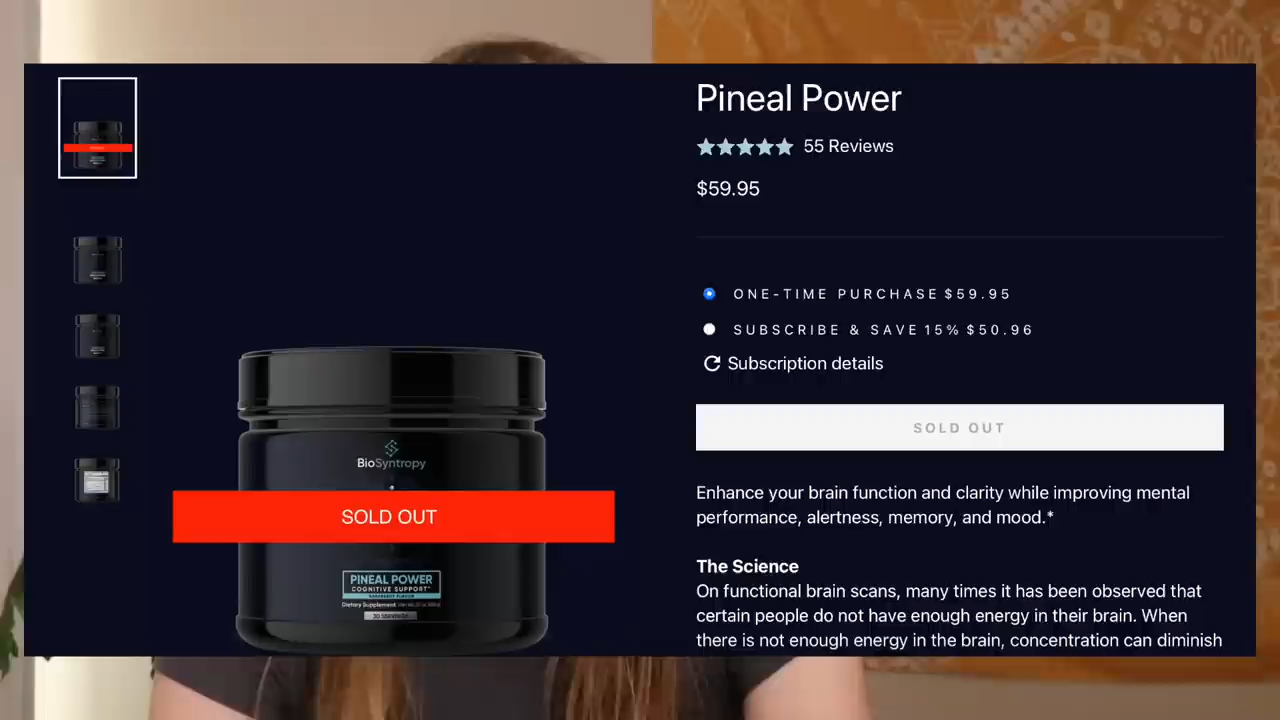 Pineal Power
55 Reviews
$59.95
ONE-TIME PURCHASE $59.95
SUBSCRIBE & SAVE 15% $50.96
Subscription details
SOLD OUT
Enhance your brain function and clarity while improving mental
performance, alertness, memory, and mood.*
The Science
On functional brain scans, many times it has been observed that
certain people do not have enough energy in their brain. When
there is not enough energy in the brain, concentration can diminish
BioSyntropy
SOLD OUT
PINEAL POWER
COGNITIVE SUPPORT
Dietary Supplement
30 SERVINGS